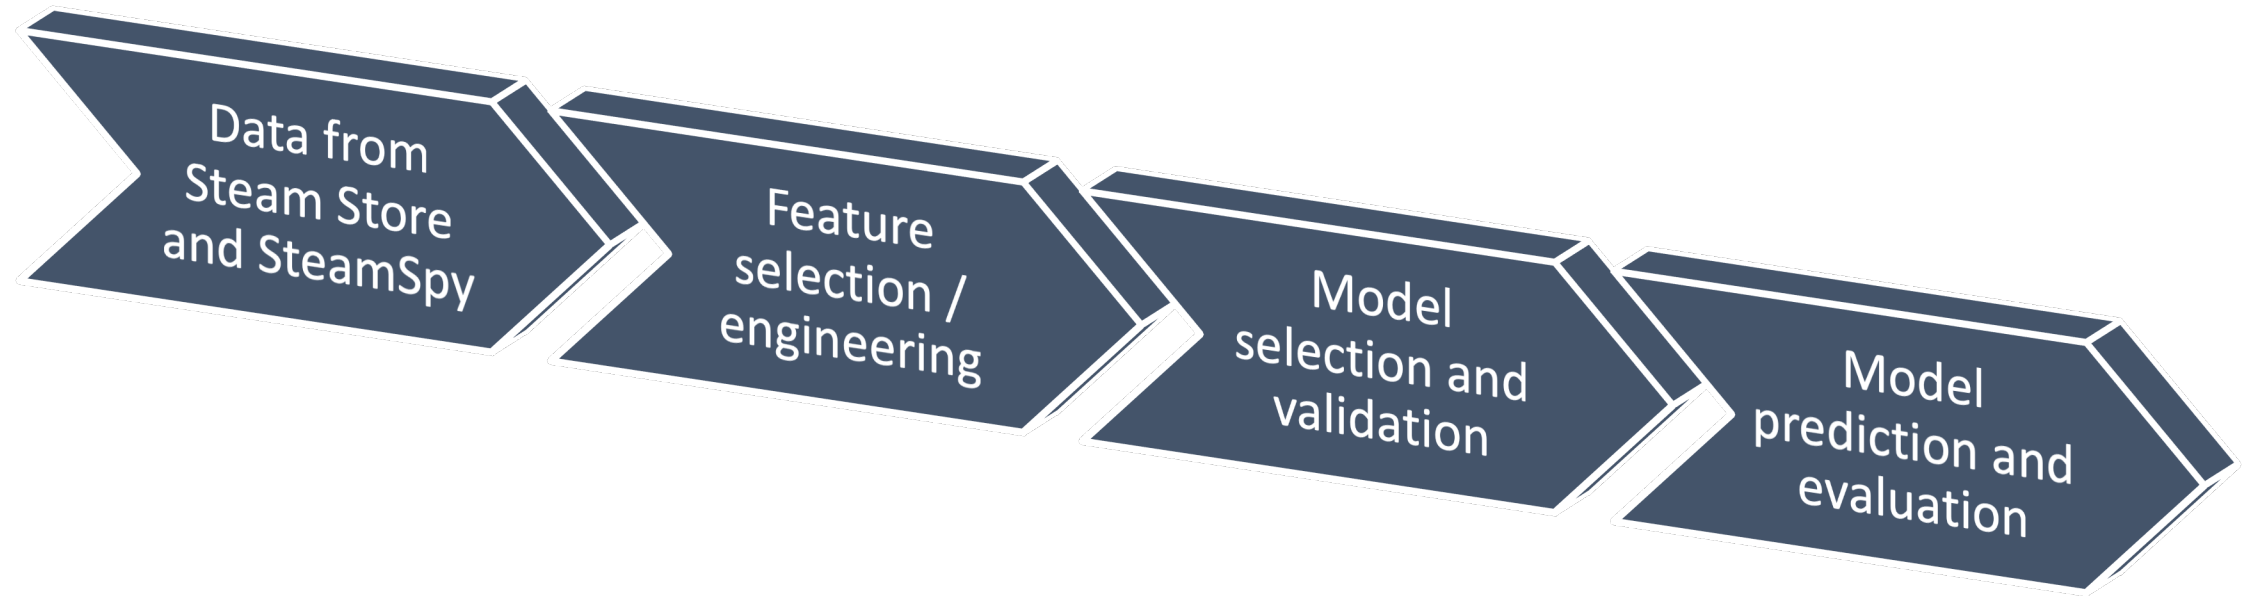 Data from
Steam Store
and SteamSpy
Feature
selection /
engineering
Model
selection and
validation
Model
prediction and
evaluation